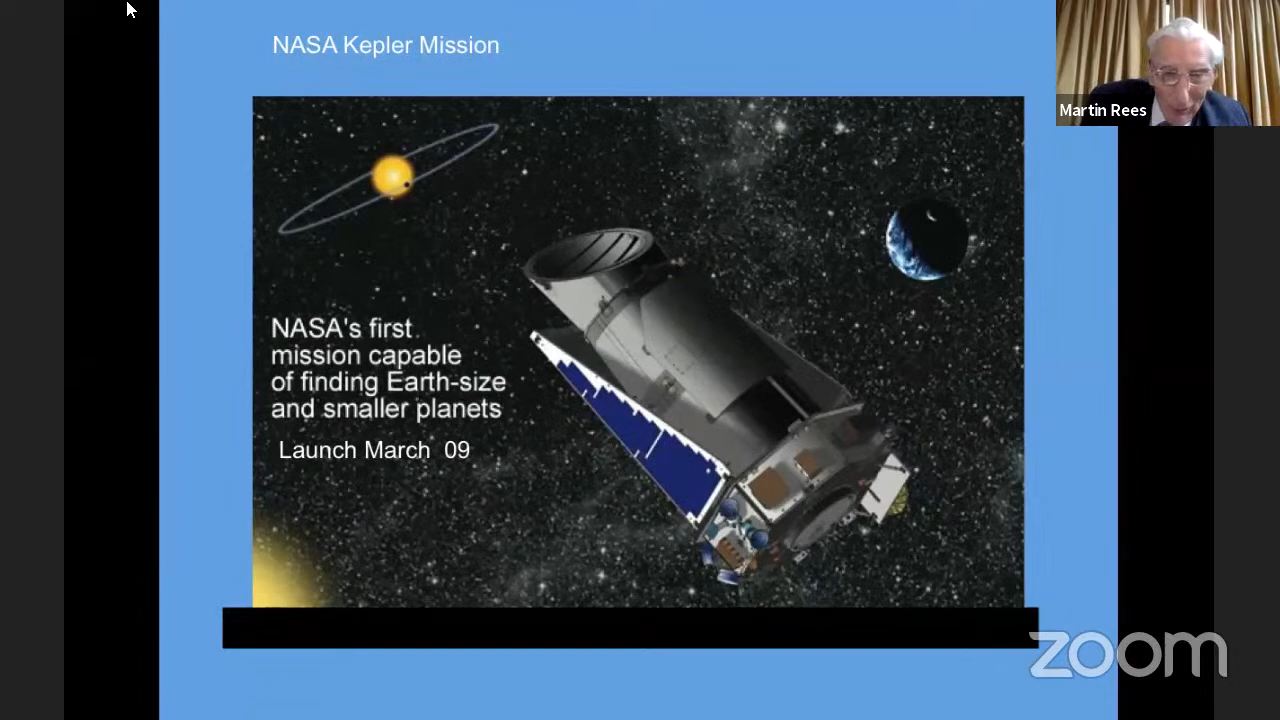 NASA Kepler Mission
Martin Rees
NASA's first
mission capable
of finding Earth-size
and smaller planets
Launch March  09
zoom